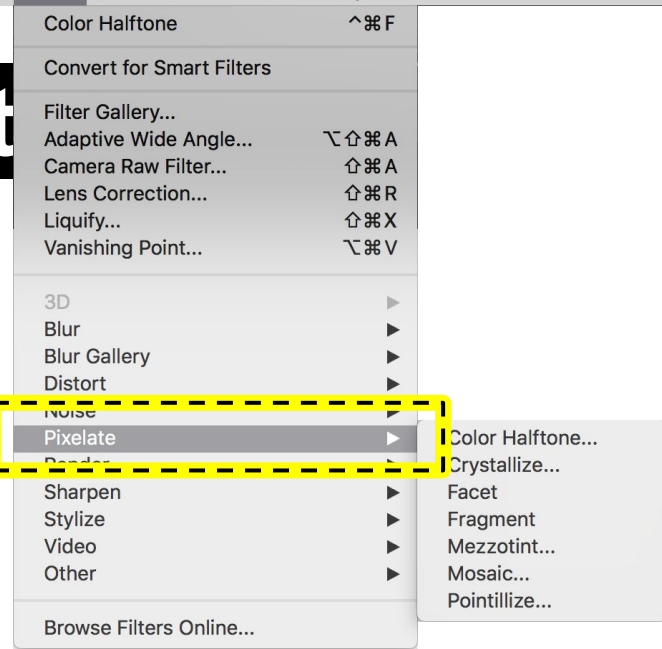 Color Halftone ^⌘F
Convert for Smart Filters
Filter Gallery...
Adaptive Wide Angle... ⌥⇧⌘A
Camera Raw Filter... ⇧⌘A
Lens Correction... ⇧⌘R
Liquify... ⇧⌘X
Vanishing Point... ⌥⌘V
3D
Blur
Blur Gallery
Distort
Noise
Pixelate
Render
Sharpen
Stylize
Video
Other
Browse Filters Online...
Color Halftone...
Crystallize...
Facet
Fragment
Mezzotint...
Mosaic...
Pointillize...